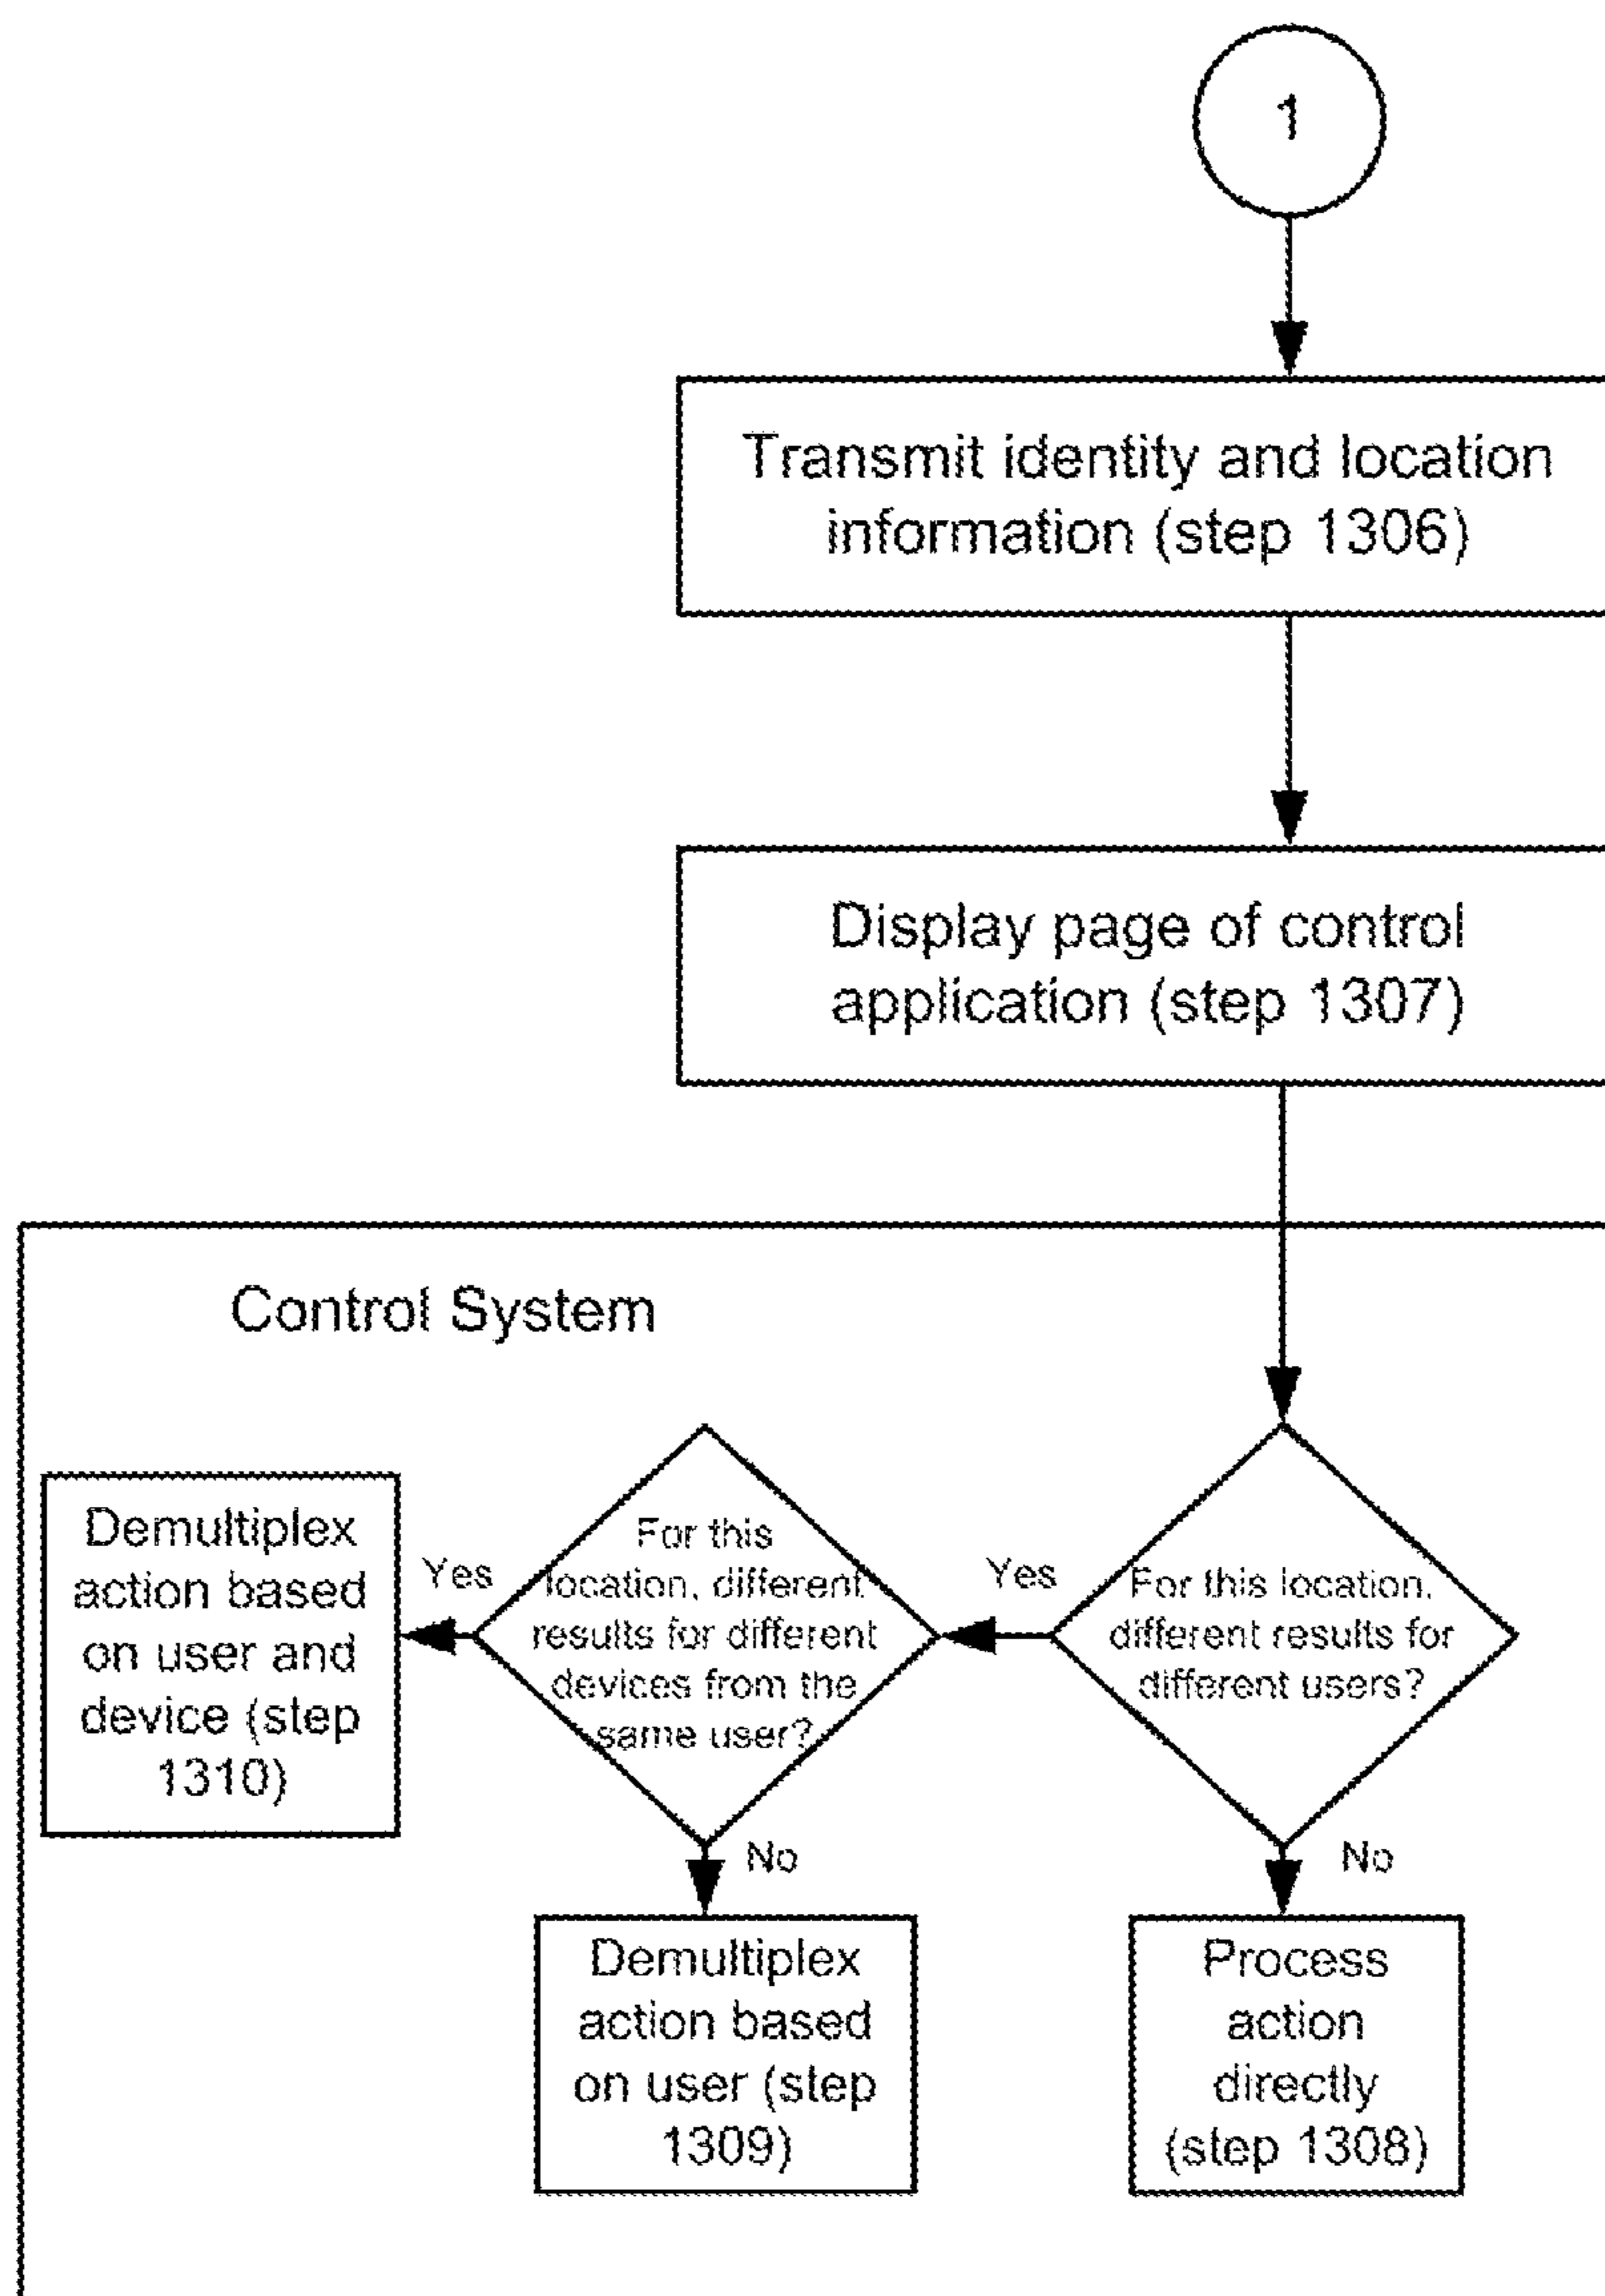 1
Transmit identity and location
information (step 1306)
Display page of control
application (step 1307)
Control System
For this location,
different results for
different users?
Yes
No
For this
location, different
results for different
devices from the
same user?
Yes
No
Demultiplex
action based
on user and
device (step
1310)
Demultiplex
action based
on user (step
1309)
Process
action
directly
(step 1308)